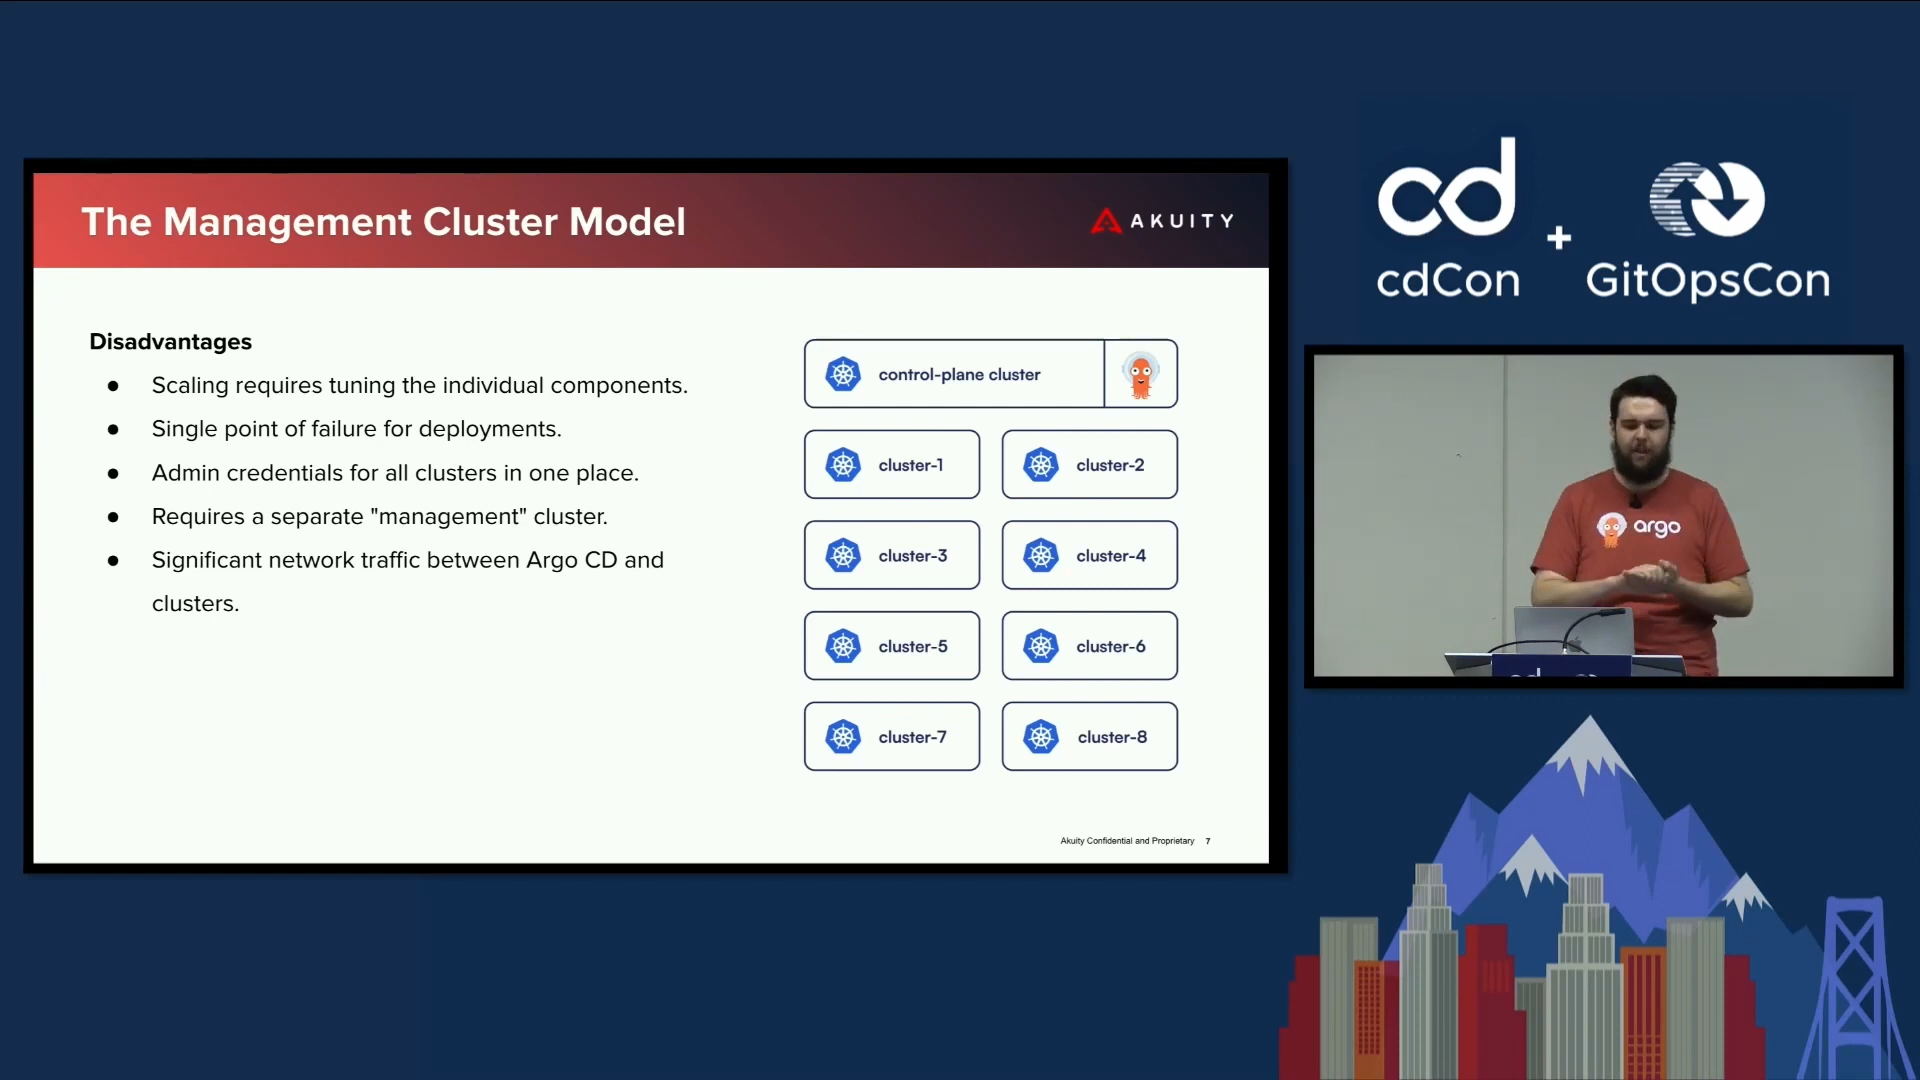 The Management Cluster Model
AKUITY
Disadvantages
● Scaling requires tuning the individual components.
● Single point of failure for deployments.
● Admin credentials for all clusters in one place.
● Requires a separate "management" cluster.
● Significant network traffic between Argo CD and
clusters.
control-plane cluster
cluster-1
cluster-2
cluster-3
cluster-4
cluster-5
cluster-6
cluster-7
cluster-8
Akuity Confidential and Proprietary 7
cd
cdCon
+
GitOpsCon
argo
cd